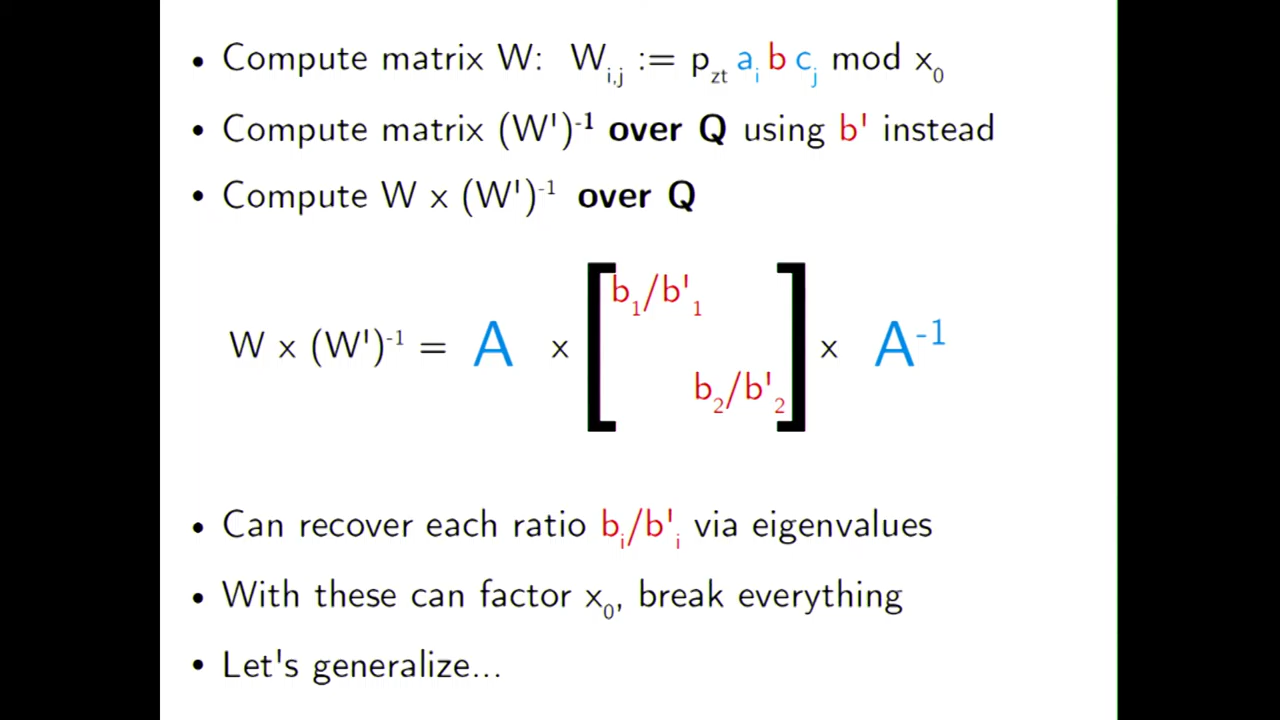 • Compute matrix W: W_{i,j} := p_{zt} a_i b c_j mod x_0
• Compute matrix (W')^{-1} over Q using b' instead
• Compute W x (W')^{-1} over Q
W x (W')^{-1} = A x [ b_1/b'_1 b_2/b'_2 ] x A^{-1}
• Can recover each ratio b_i/b'_i via eigenvalues
• With these can factor x_0, break everything
• Let's generalize...